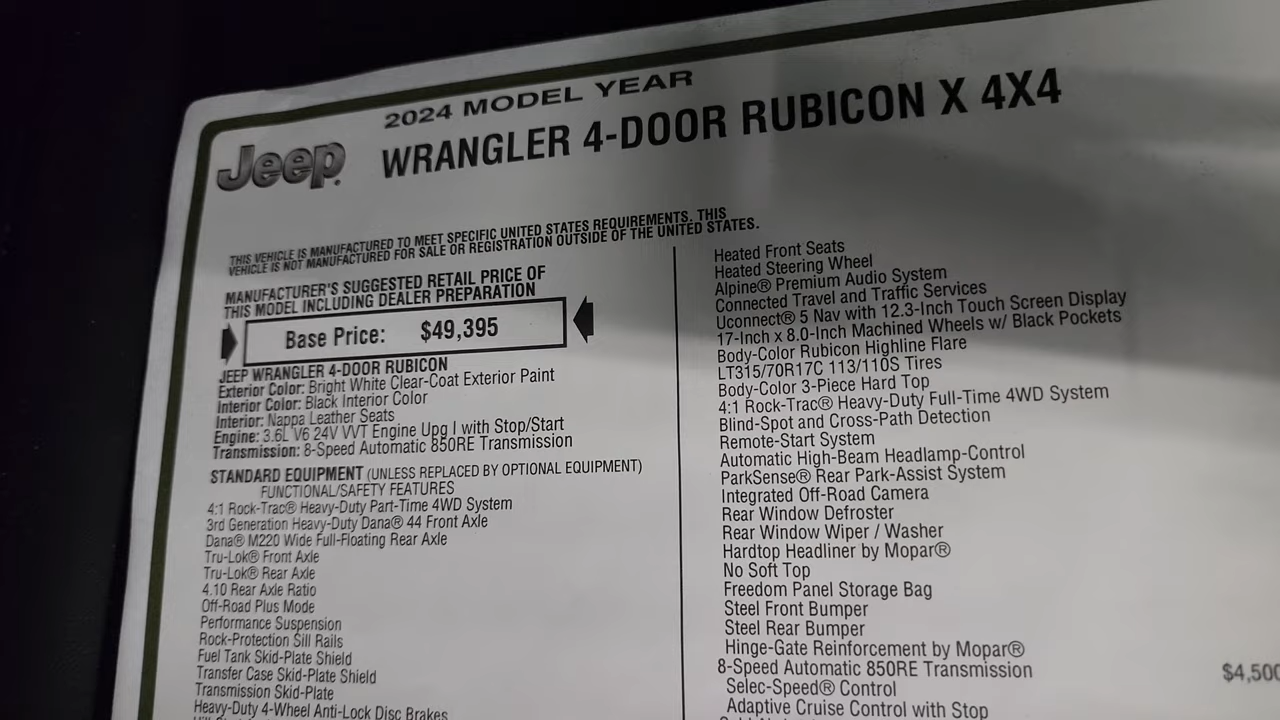 2024 MODEL YEAR
Jeep
WRANGLER 4-DOOR RUBICON X 4X4
THIS VEHICLE IS MANUFACTURED TO MEET SPECIFIC UNITED STATES REQUIREMENTS. THIS
VEHICLE IS NOT MANUFACTURED FOR SALE OR REGISTRATION OUTSIDE OF THE UNITED STATES.
MANUFACTURER'S SUGGESTED RETAIL PRICE OF
THIS MODEL INCLUDING DEALER PREPARATION
Base Price: $49,395
JEEP WRANGLER 4-DOOR RUBICON
Exterior Color: Bright White Clear-Coat Exterior Paint
Interior Color: Black Interior Color
Interior: Nappa Leather Seats
Engine: 3.6L V6 24V VVT Engine Upg I with Stop/Start
Transmission: 8-Speed Automatic 850RE Transmission
STANDARD EQUIPMENT (UNLESS REPLACED BY OPTIONAL EQUIPMENT)
FUNCTIONAL/SAFETY FEATURES
4:1 Rock-Trac® Heavy-Duty Part-Time 4WD System
3rd Generation Heavy-Duty Dana® 44 Front Axle
Dana® M220 Wide Full-Floating Rear Axle
Tru-Lok® Front Axle
Tru-Lok® Rear Axle
4.10 Rear Axle Ratio
Off-Road Plus Mode
Performance Suspension
Rock-Protection Sill Rails
Fuel Tank Skid-Plate Shield
Transfer Case Skid-Plate Shield
Transmission Skid-Plate
Heavy-Duty 4-Wheel Anti-Lock Disc Brakes
Heated Front Seats
Heated Steering Wheel
Alpine® Premium Audio System
Connected Travel and Traffic Services
Uconnect® 5 Nav with 12.3-Inch Touch Screen Display
17-Inch x 8.0-Inch Machined Wheels w/ Black Pockets
Body-Color Rubicon Highline Flare
LT315/70R17C 113/110S Tires
Body-Color 3-Piece Hard Top
4:1 Rock-Trac® Heavy-Duty Full-Time 4WD System
Blind-Spot and Cross-Path Detection
Remote-Start System
Automatic High-Beam Headlamp-Control
ParkSense® Rear Park-Assist System
Integrated Off-Road Camera
Rear Window Defroster
Rear Window Wiper / Washer
Hardtop Headliner by Mopar®
No Soft Top
Freedom Panel Storage Bag
Steel Front Bumper
Steel Rear Bumper
Hinge-Gate Reinforcement by Mopar®
8-Speed Automatic 850RE Transmission
$4,500
Selec-Speed® Control
Adaptive Cruise Control with Stop